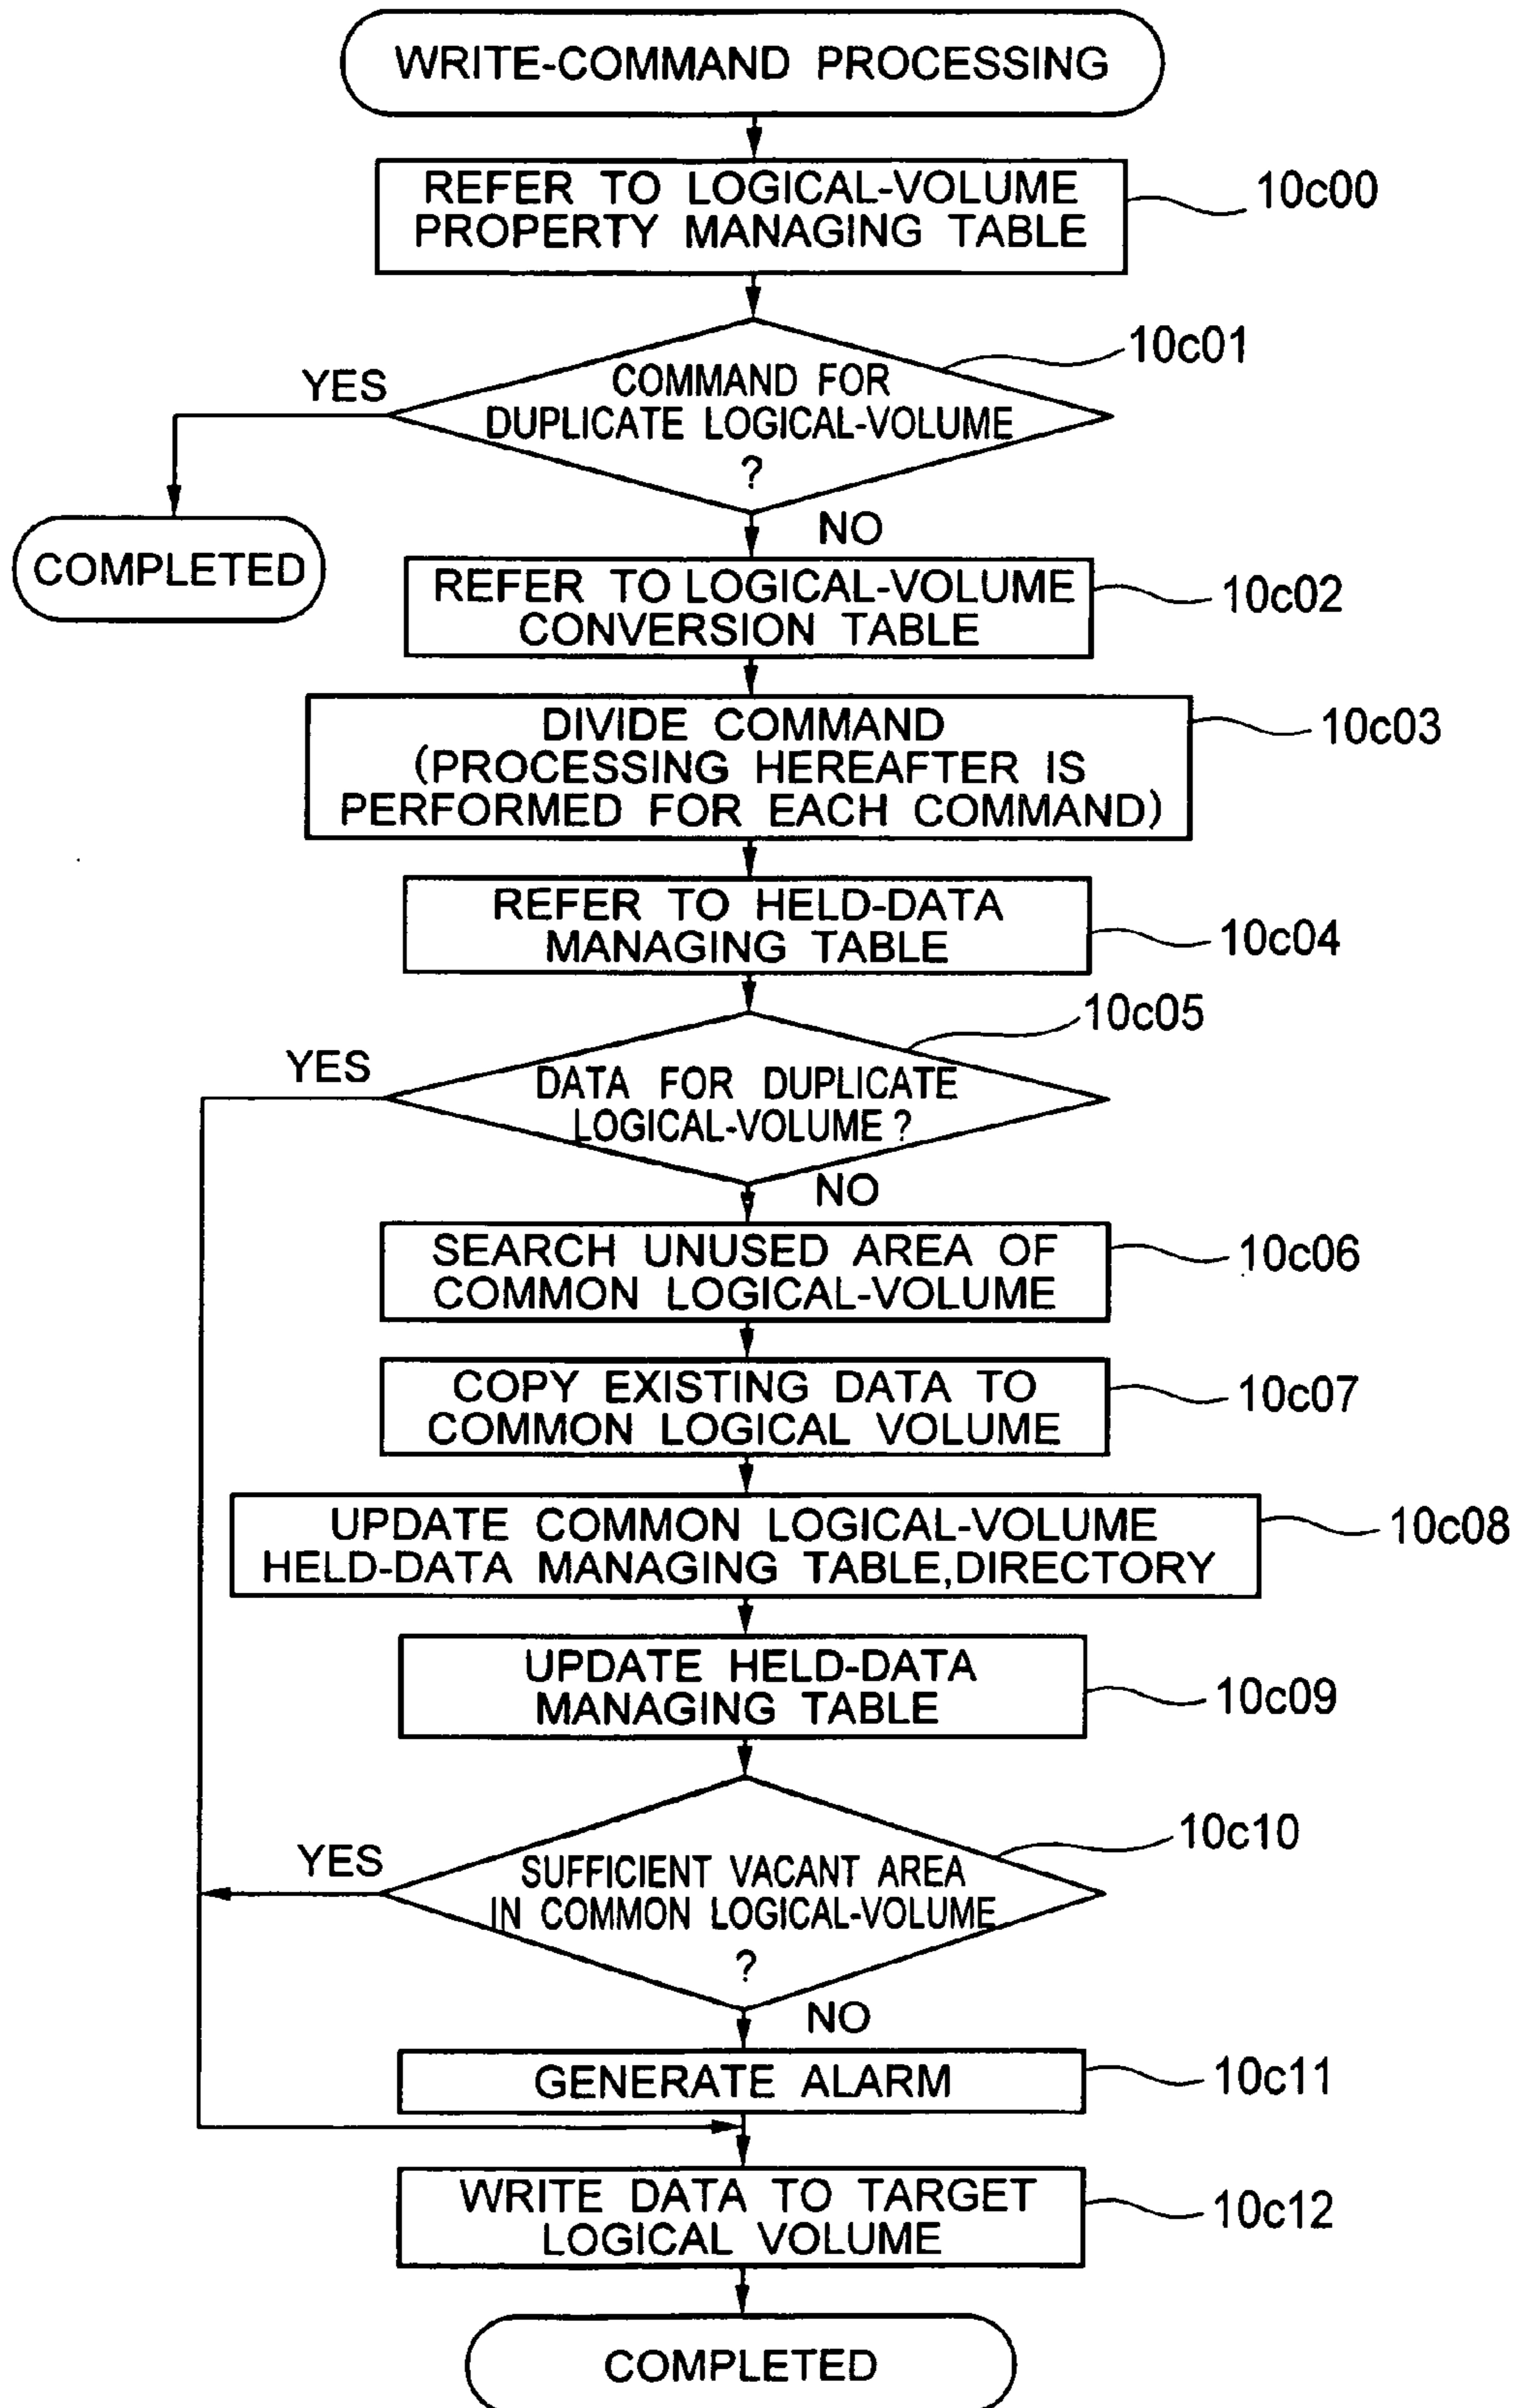 WRITE-COMMAND PROCESSING
REFER TO LOGICAL-VOLUME
PROPERTY MANAGING TABLE
10c00
10c01
YES
COMMAND FOR
DUPLICATE LOGICAL-VOLUME
?
NO
COMPLETED
REFER TO LOGICAL-VOLUME
CONVERSION TABLE
10c02
DIVIDE COMMAND
(PROCESSING HEREAFTER IS
PERFORMED FOR EACH COMMAND)
10c03
REFER TO HELD-DATA
MANAGING TABLE
10c04
10c05
YES
DATA FOR DUPLICATE
LOGICAL-VOLUME?
NO
SEARCH UNUSED AREA OF
COMMON LOGICAL-VOLUME
10c06
COPY EXISTING DATA TO
COMMON LOGICAL VOLUME
10c07
UPDATE COMMON LOGICAL-VOLUME
HELD-DATA MANAGING TABLE,DIRECTORY
10c08
UPDATE HELD-DATA
MANAGING TABLE
10c09
10c10
YES
SUFFICIENT VACANT AREA
IN COMMON LOGICAL-VOLUME
?
NO
GENERATE ALARM
10c11
WRITE DATA TO TARGET
LOGICAL VOLUME
10c12
COMPLETED